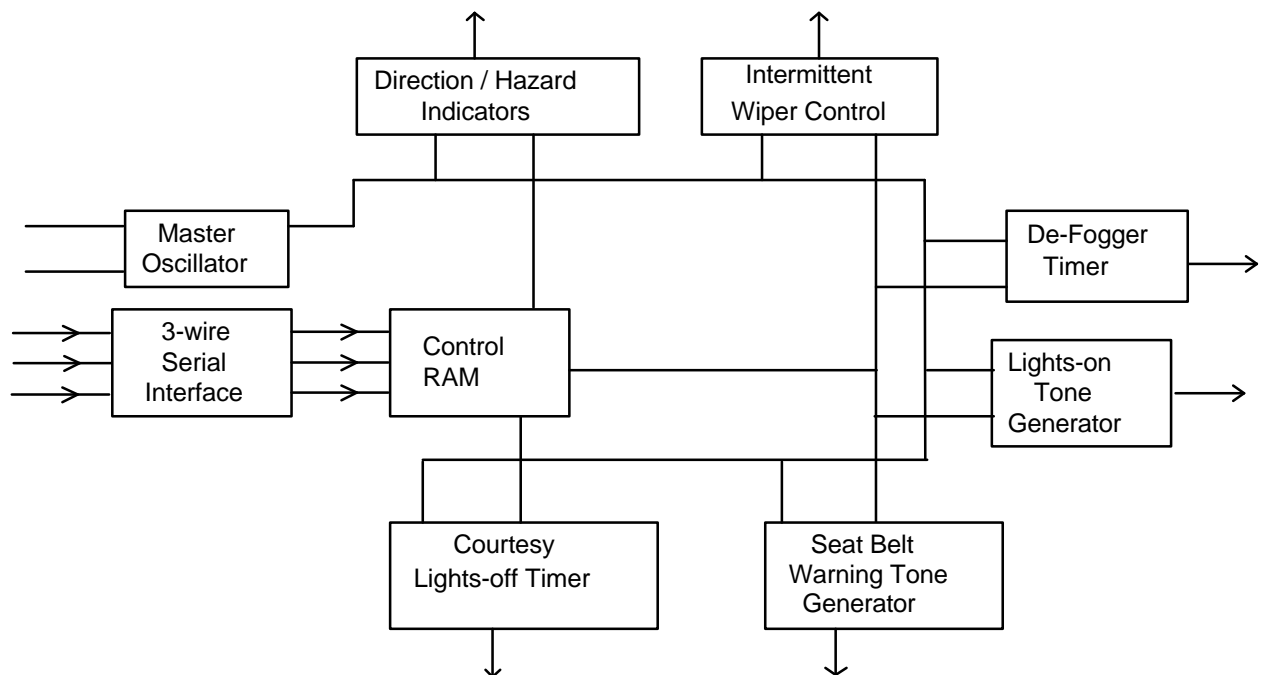 Direction / Hazard
Indicators
Intermittent
Wiper Control
Master
Oscillator
De-Fogger
Timer
3-wire
Serial
Interface
Control
RAM
Lights-on
Tone
Generator
Courtesy
Lights-off Timer
Seat Belt
Warning Tone
Generator